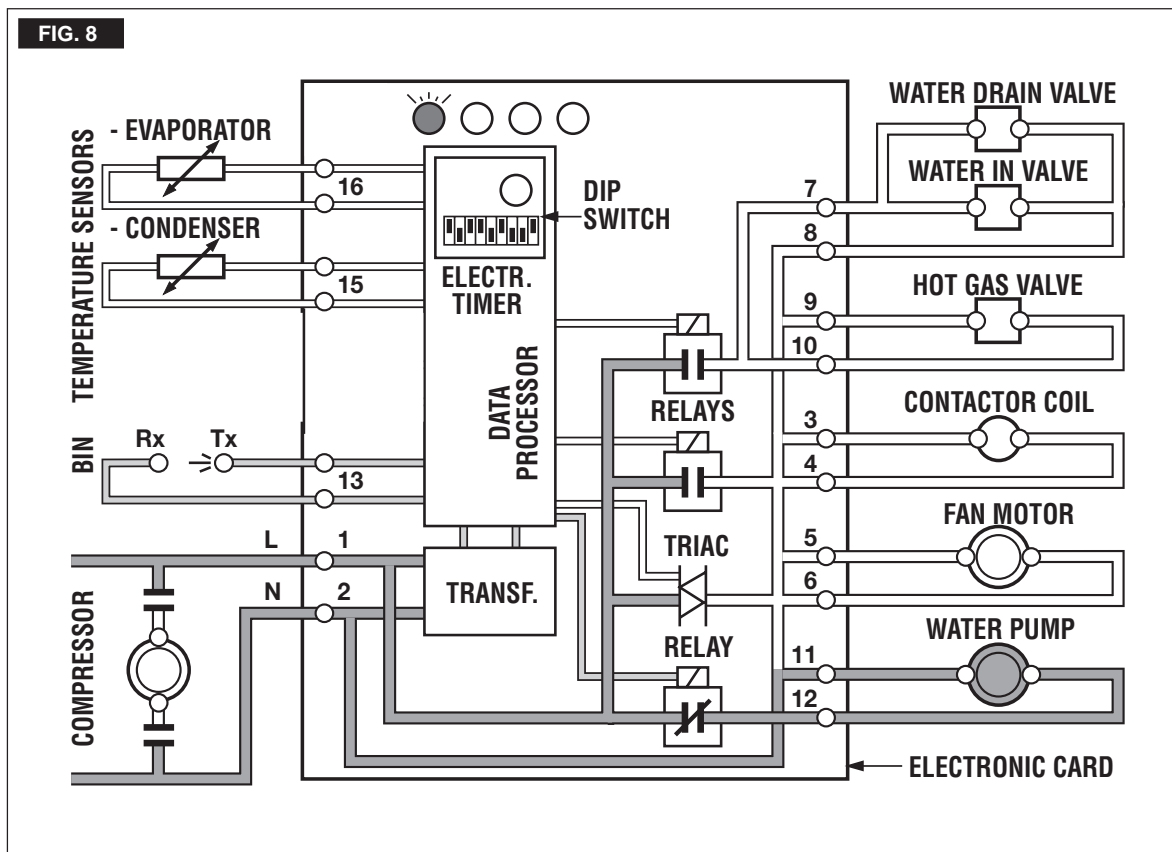 FIG. 8
WATER DRAIN VALVE
- EVAPORATOR
TEMPERATURE SENSORS
16
DIP
SWITCH
7
WATER IN VALVE
- CONDENSER
8
15
ELECTR.
TIMER
HOT GAS VALVE
9
10
DATA
PROCESSOR
RELAYS
CONTACTOR COIL
3
BIN
Rx
Tx
4
13
FAN MOTOR
L
1
TRIAC
5
N
2
TRANSF.
6
COMPRESSOR
RELAY
WATER PUMP
11
12
ELECTRONIC CARD